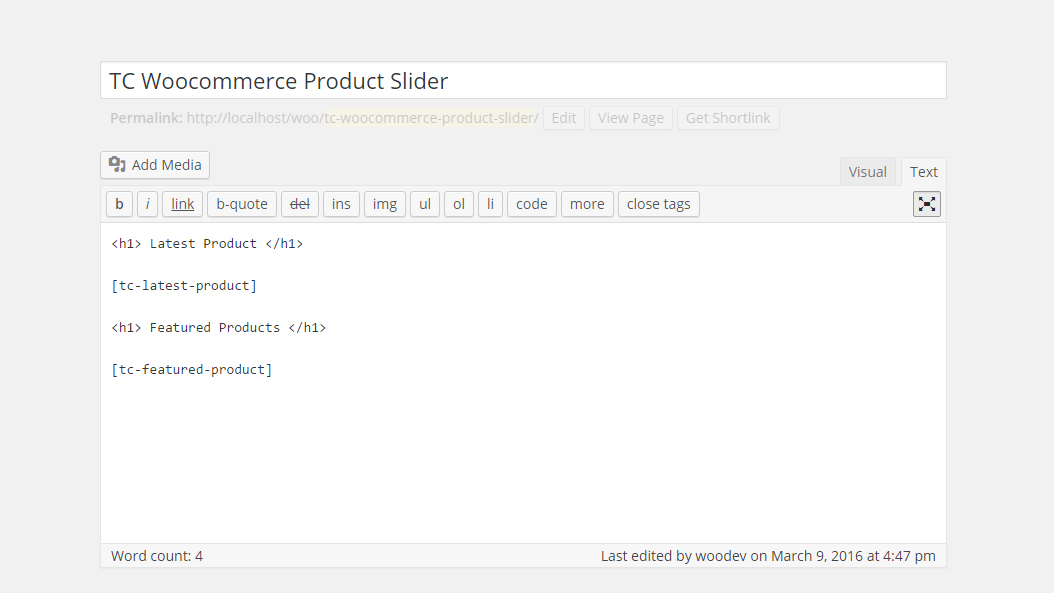 TC Woocommerce Product Slider
Permalink: http://localhost/woo/tc-woocommerce-product-slider/ Edit View Page Get Shortlink
Add Media
Visual Text
b i link b-quote del ins img ul ol li code more close tags
<h1> Latest Product </h1>
[tc-latest-product]
<h1> Featured Products </h1>
[tc-featured-product]
Word count: 4 Last edited by woodev on March 9, 2016 at 4:47 pm